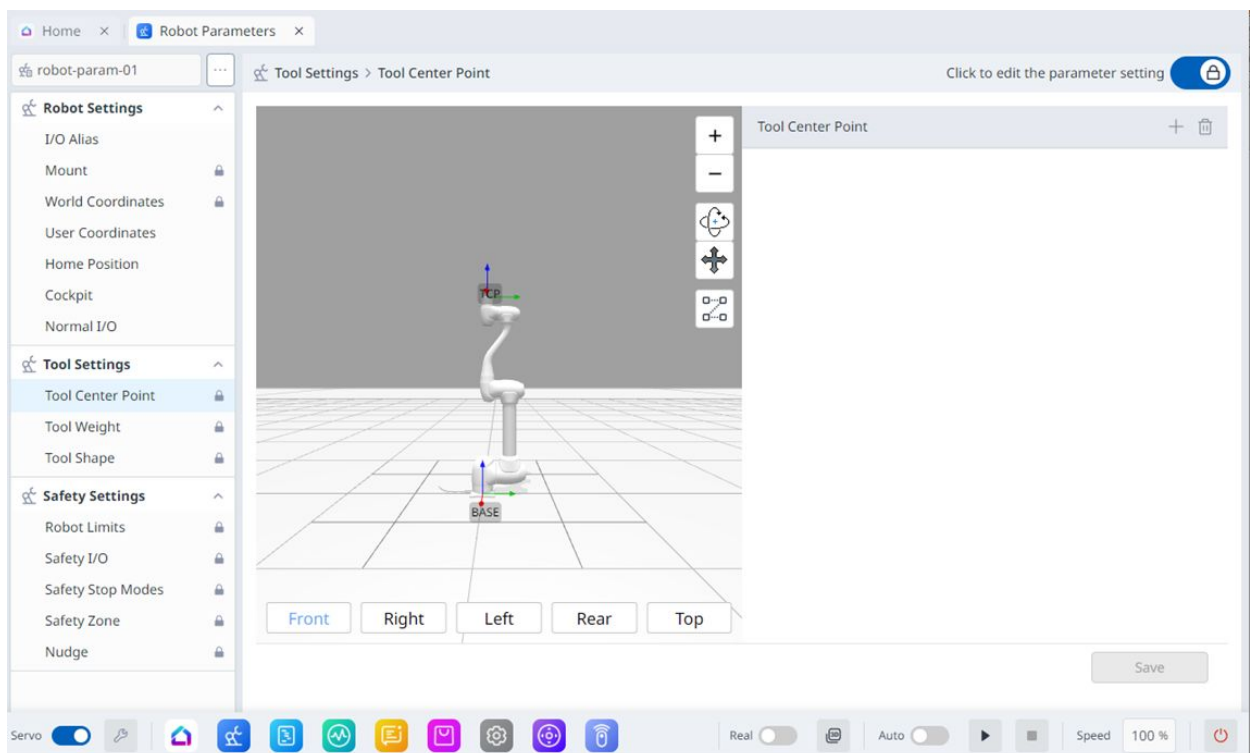 Home
Robot Parameters
robot-param-01
Tool Settings > Tool Center Point
Click to edit the parameter setting
Robot Settings
I/O Alias
Mount
World Coordinates
User Coordinates
Home Position
Cockpit
Normal I/O
Tool Settings
Tool Center Point
Tool Weight
Tool Shape
Safety Settings
Robot Limits
Safety I/O
Safety Stop Modes
Safety Zone
Nudge
TCP
BASE
Front Right Left Rear Top
Tool Center Point
Save
Servo
Real
3D
Auto
Speed 100 %